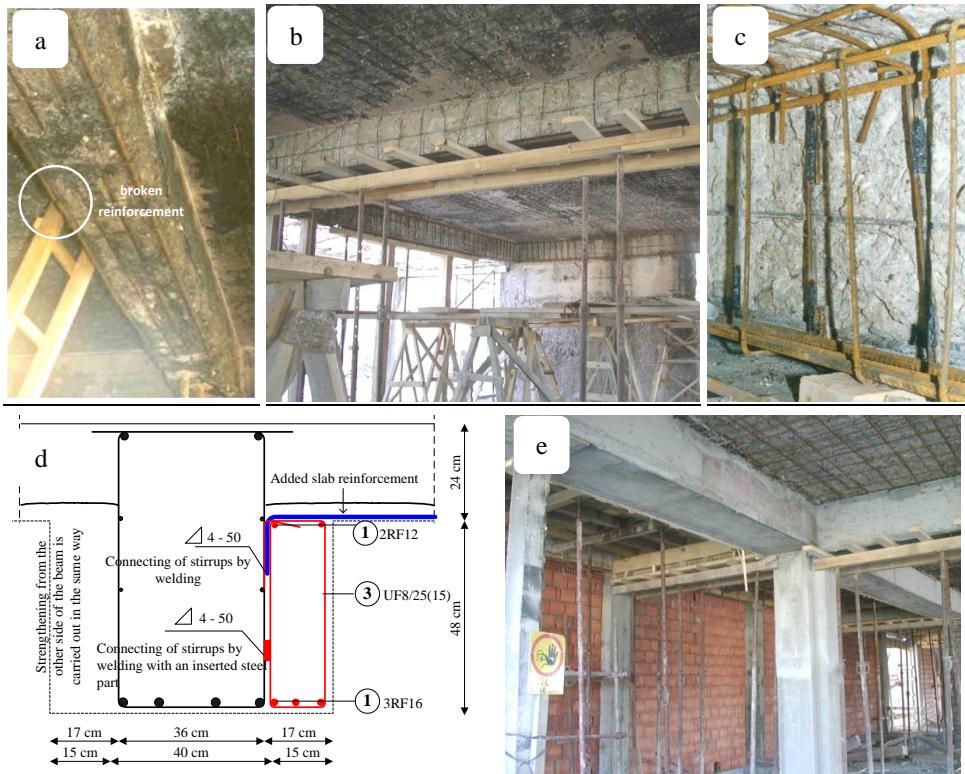 a
broken
reinforcement
b
c
d
Added slab reinforcement
24 cm
1 2RF12
4 - 50
Connecting of stirrups by
welding
3 UF8/25(15)
48 cm
Strengthening from the
other side of the beam is
carried out in the same way
4 - 50
Connecting of stirrups by
welding with an inserted steel
part
1 3RF16
17 cm 36 cm 17 cm
15 cm 40 cm 15 cm
e